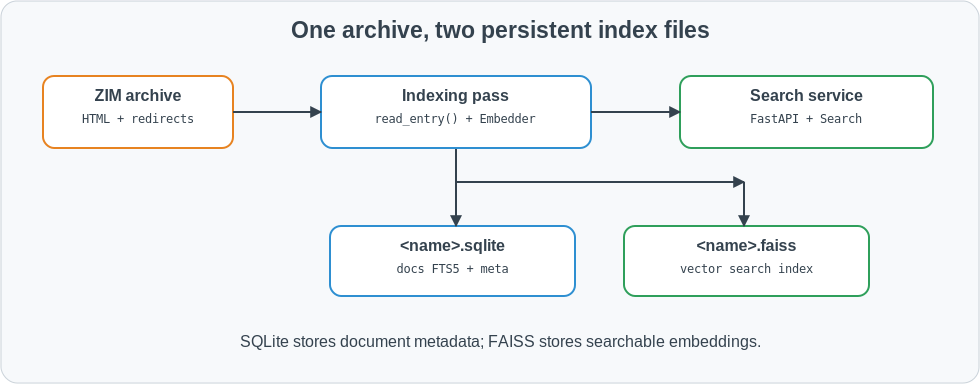 One archive, two persistent index files
ZIM archive
HTML + redirects
Indexing pass
read_entry() + Embedder
Search service
FastAPI + Search
<name>.sqlite
docs FTS5 + meta
<name>.faiss
vector search index
SQLite stores document metadata; FAISS stores searchable embeddings.